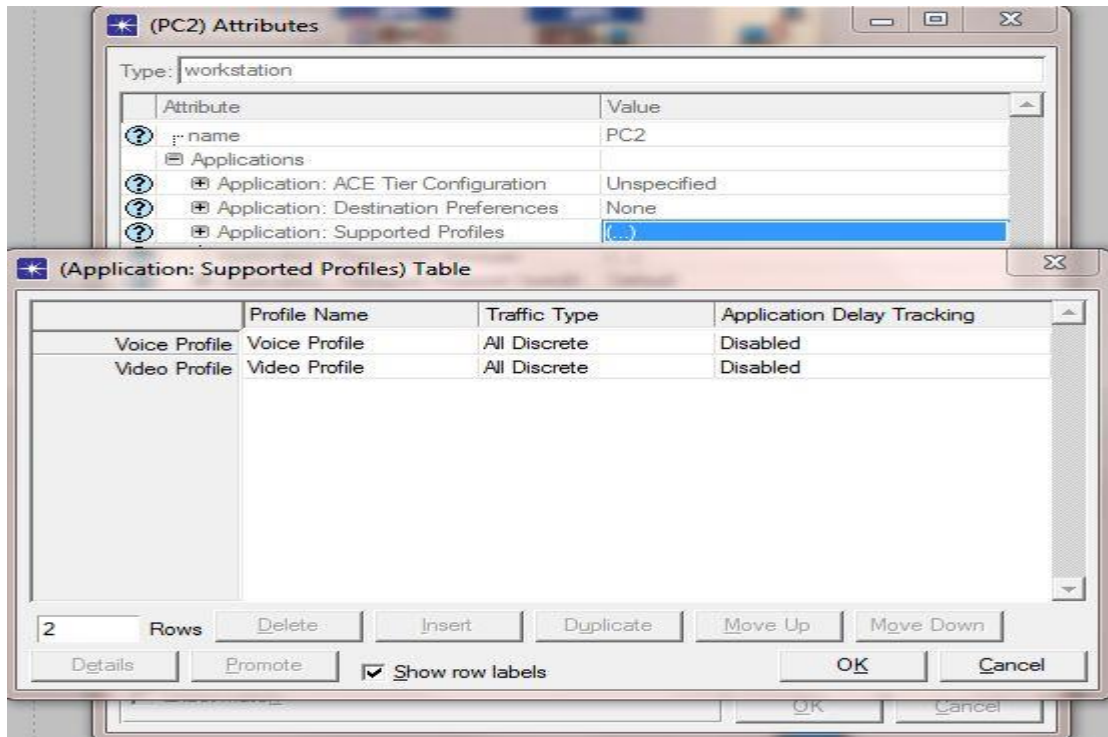 (PC2) Attributes
Type: workstation
Attribute Value
name PC2
Applications
Application: ACE Tier Configuration Unspecified
Application: Destination Preferences None
Application: Supported Profiles (...)
(Application: Supported Profiles) Table
Profile Name Traffic Type Application Delay Tracking
Voice Profile Voice Profile All Discrete Disabled
Video Profile Video Profile All Discrete Disabled
2 Rows Delete Insert Duplicate Move Up Move Down
Details Promote Show row labels OK Cancel
OK Cancel